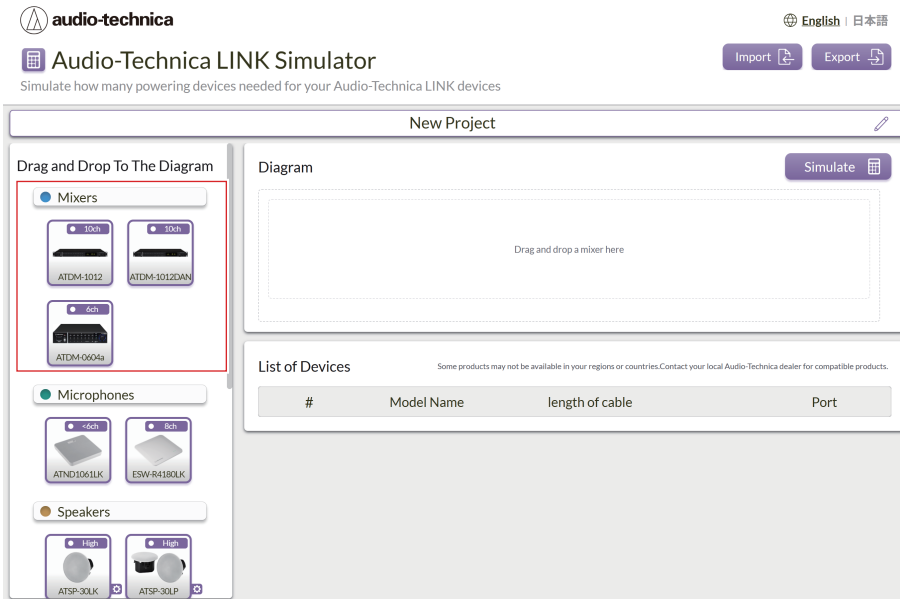 audio-technica
English | 日本語
Audio-Technica LINK Simulator
Import
Export
Simulate how many powering devices needed for your Audio-Technica LINK devices
New Project
Drag and Drop To The Diagram
Mixers
10ch
ATDM-1012
10ch
ATDM-1012DAN
6ch
ATDM-0604a
Microphones
<6ch
ATND1061LK
8ch
ESW-R4180LK
Speakers
High
ATSP-30LK
High
ATSP-30LP
Diagram
Simulate
Drag and drop a mixer here
List of Devices
Some products may not be available in your regions or countries.Contact your local Audio-Technica dealer for compatible products.
# Model Name length of cable Port